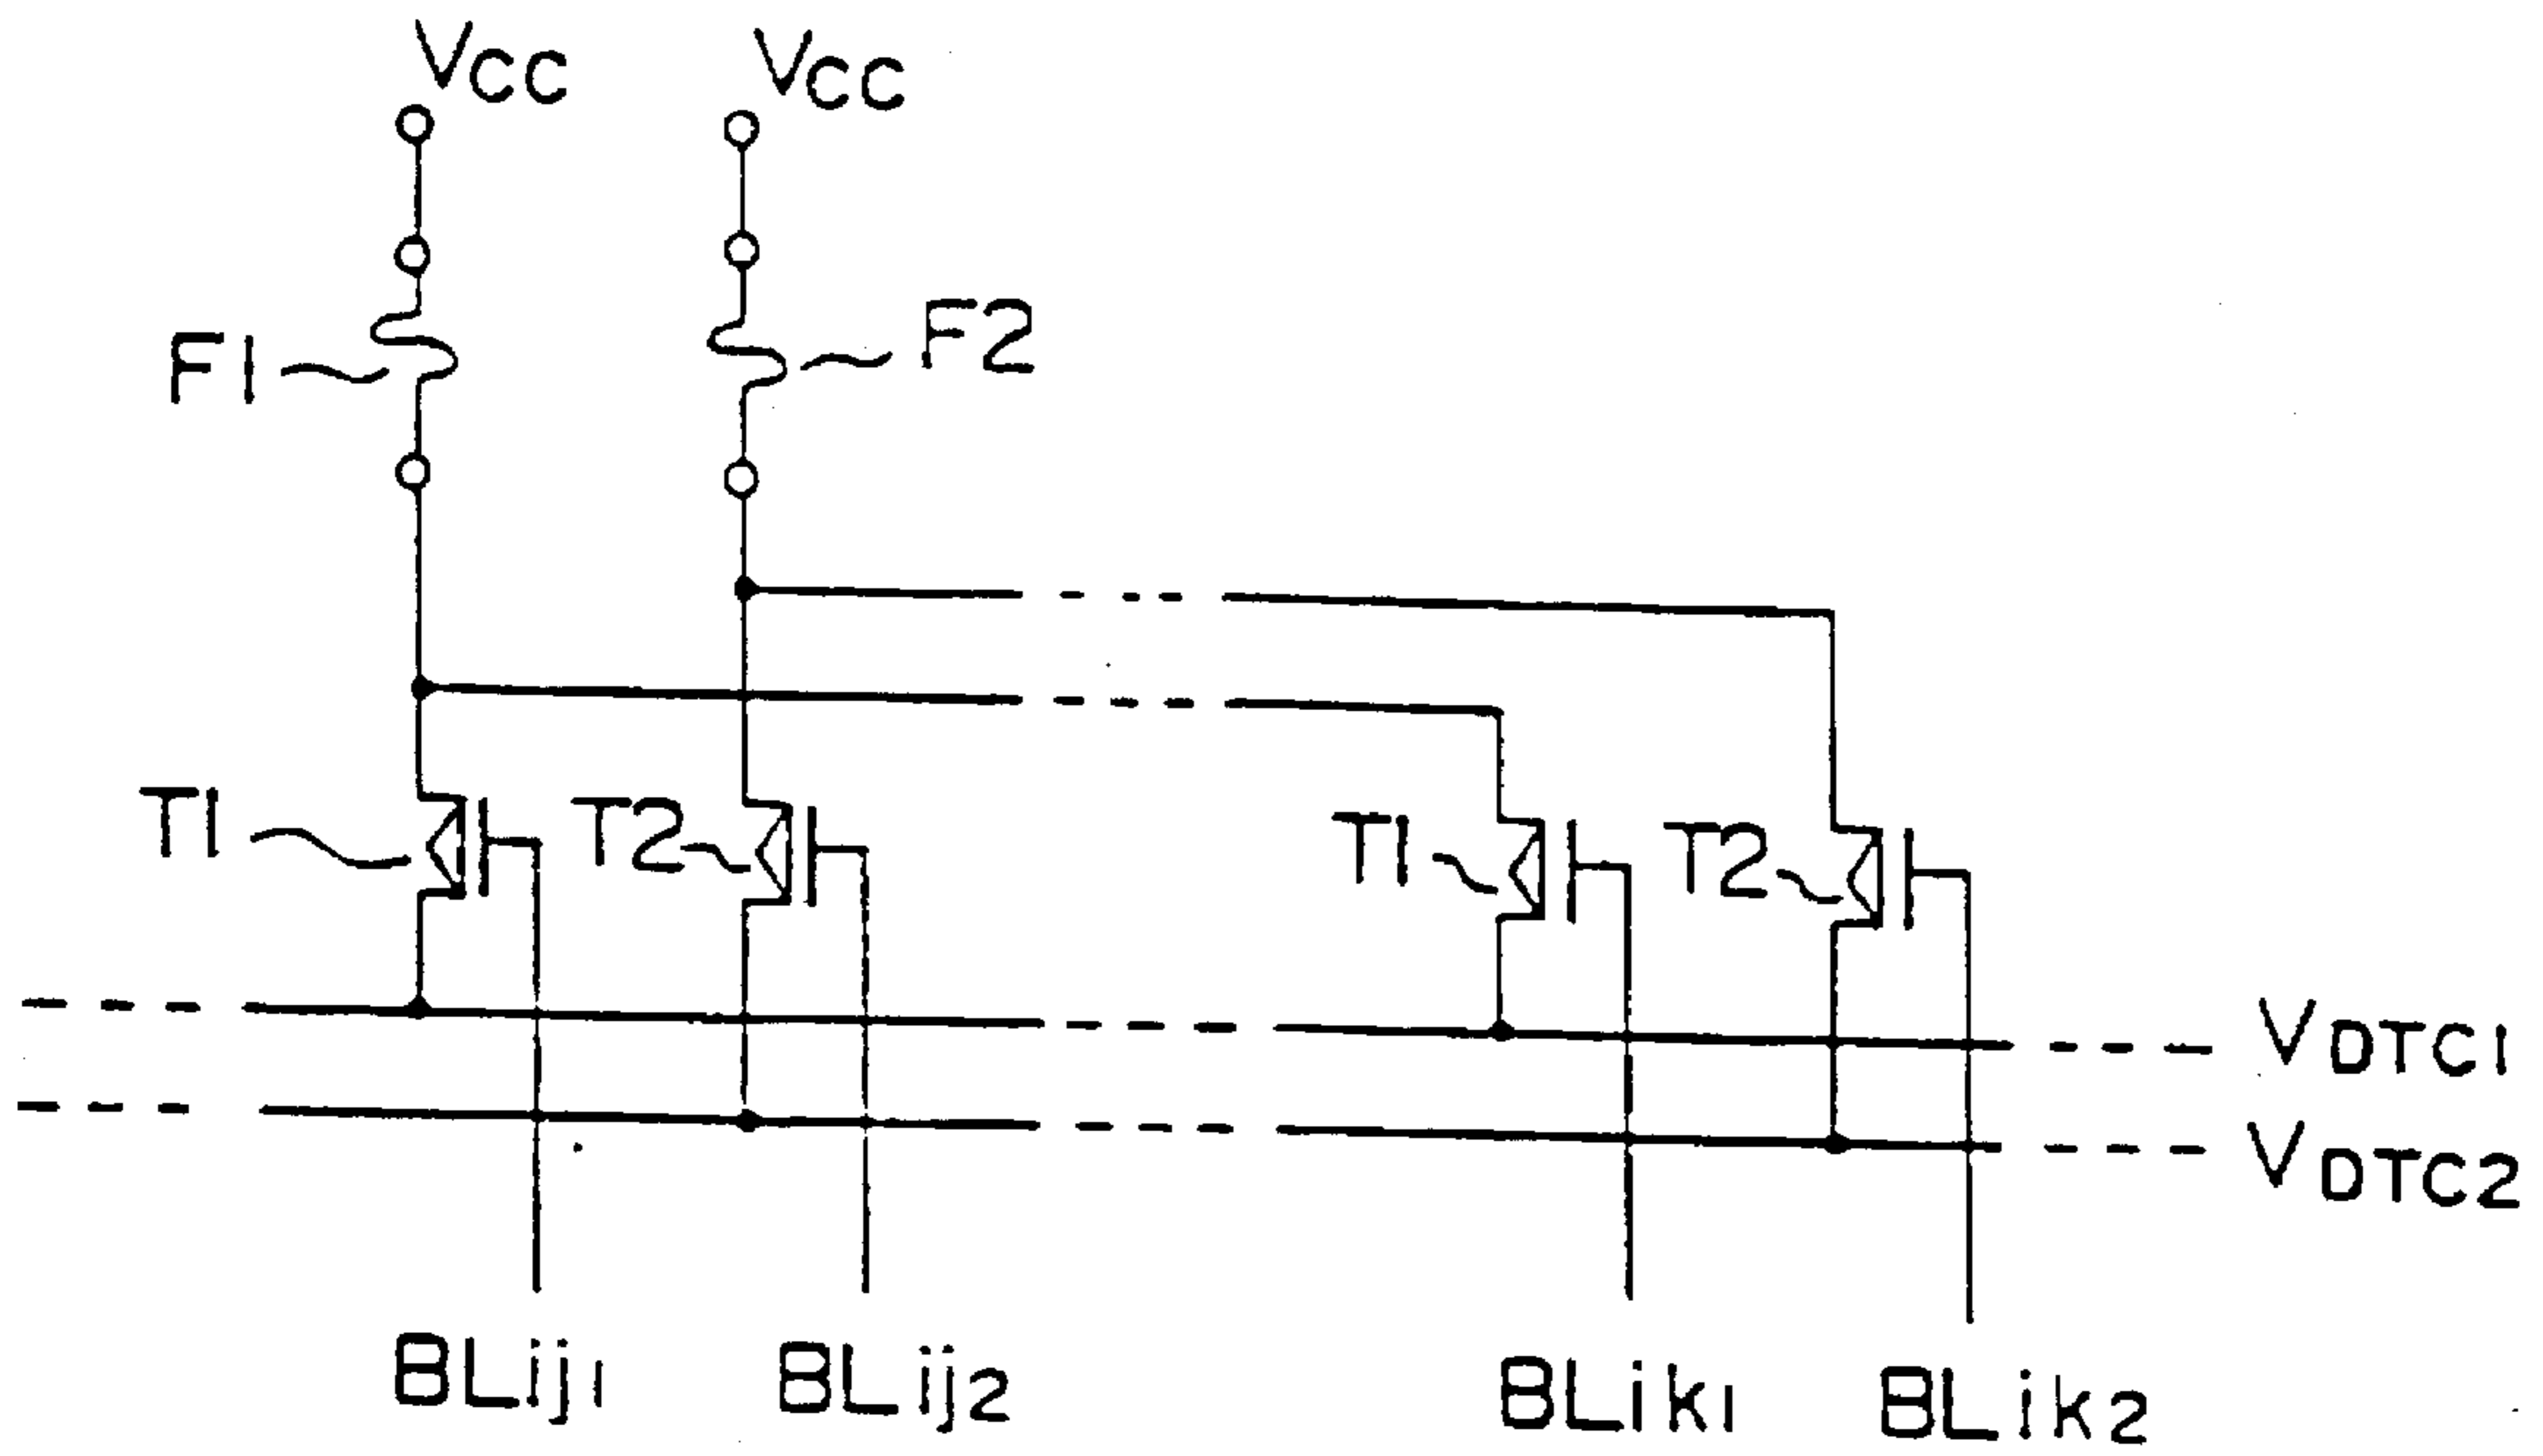 VCC VCC
F1 F2
T1 T2 T1 T2
VDTC1
VDTC2
BLij1 BLij2 BLik1 BLik2